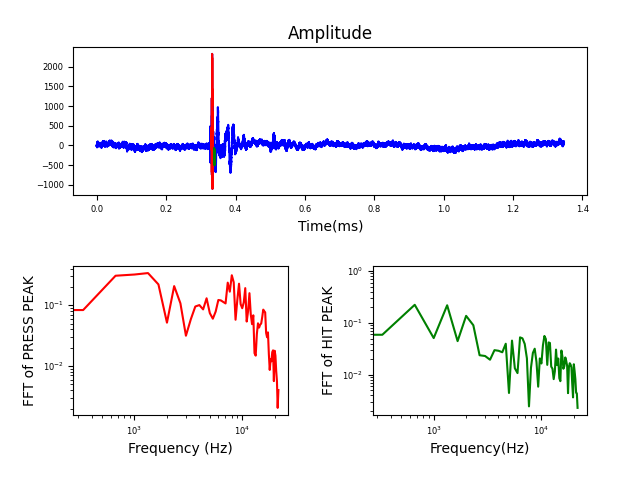 Amplitude
2000
1500
1000
500
0
−500
−1000
0.0 0.2 0.4 0.6 0.8 1.0 1.2 1.4
Time(ms)
FFT of PRESS PEAK
10⁻¹
10⁻²
10³ 10⁴
Frequency (Hz)
FFT of HIT PEAK
10⁰
10⁻¹
10⁻²
10³ 10⁴
Frequency(Hz)